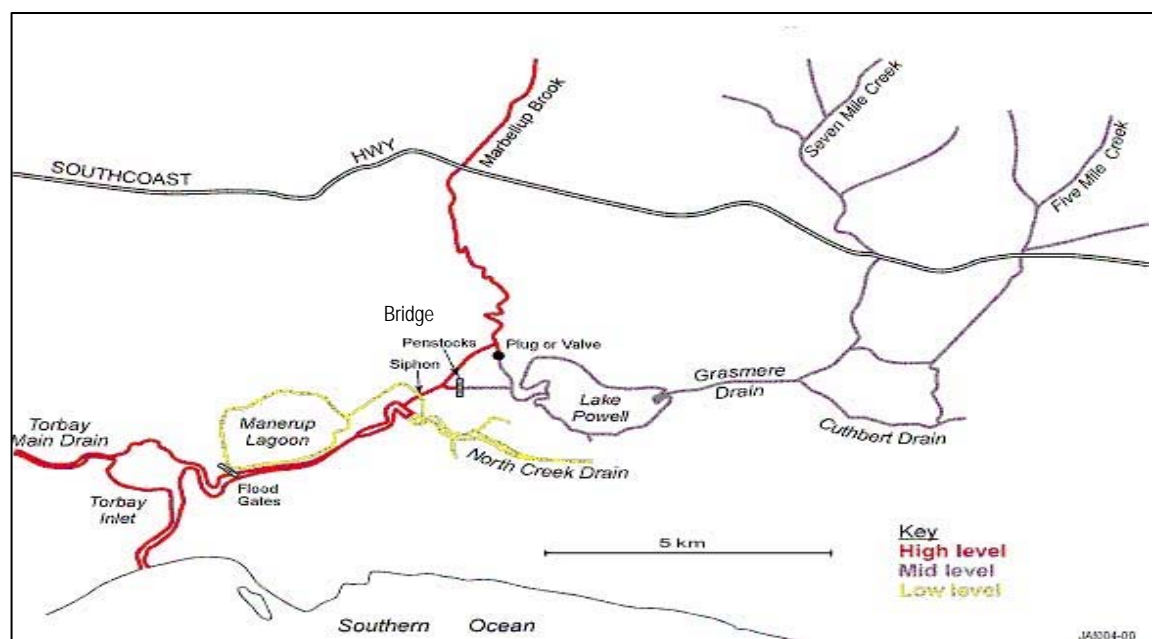 Marbellup Brook
Seven Mile Creek
Five Mile Creek
SOUTHCOAST
HWY
Bridge
Penstocks
Plug or Valve
Siphon
Grasmere
Drain
Lake
Powell
Manerup
Lagoon
Cuthbert Drain
Torbay
Main Drain
North Creek Drain
Flood
Gates
Torbay
Inlet
5 km
Key
High level
Mid level
Low level
Southern Ocean